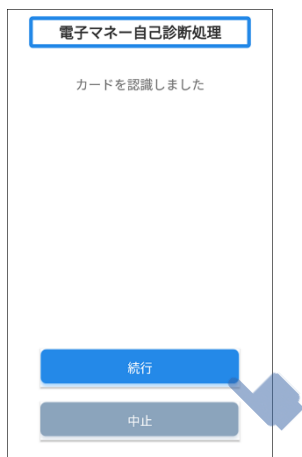 電子マネー自己診断処理
カードを認識しました
続行
中止